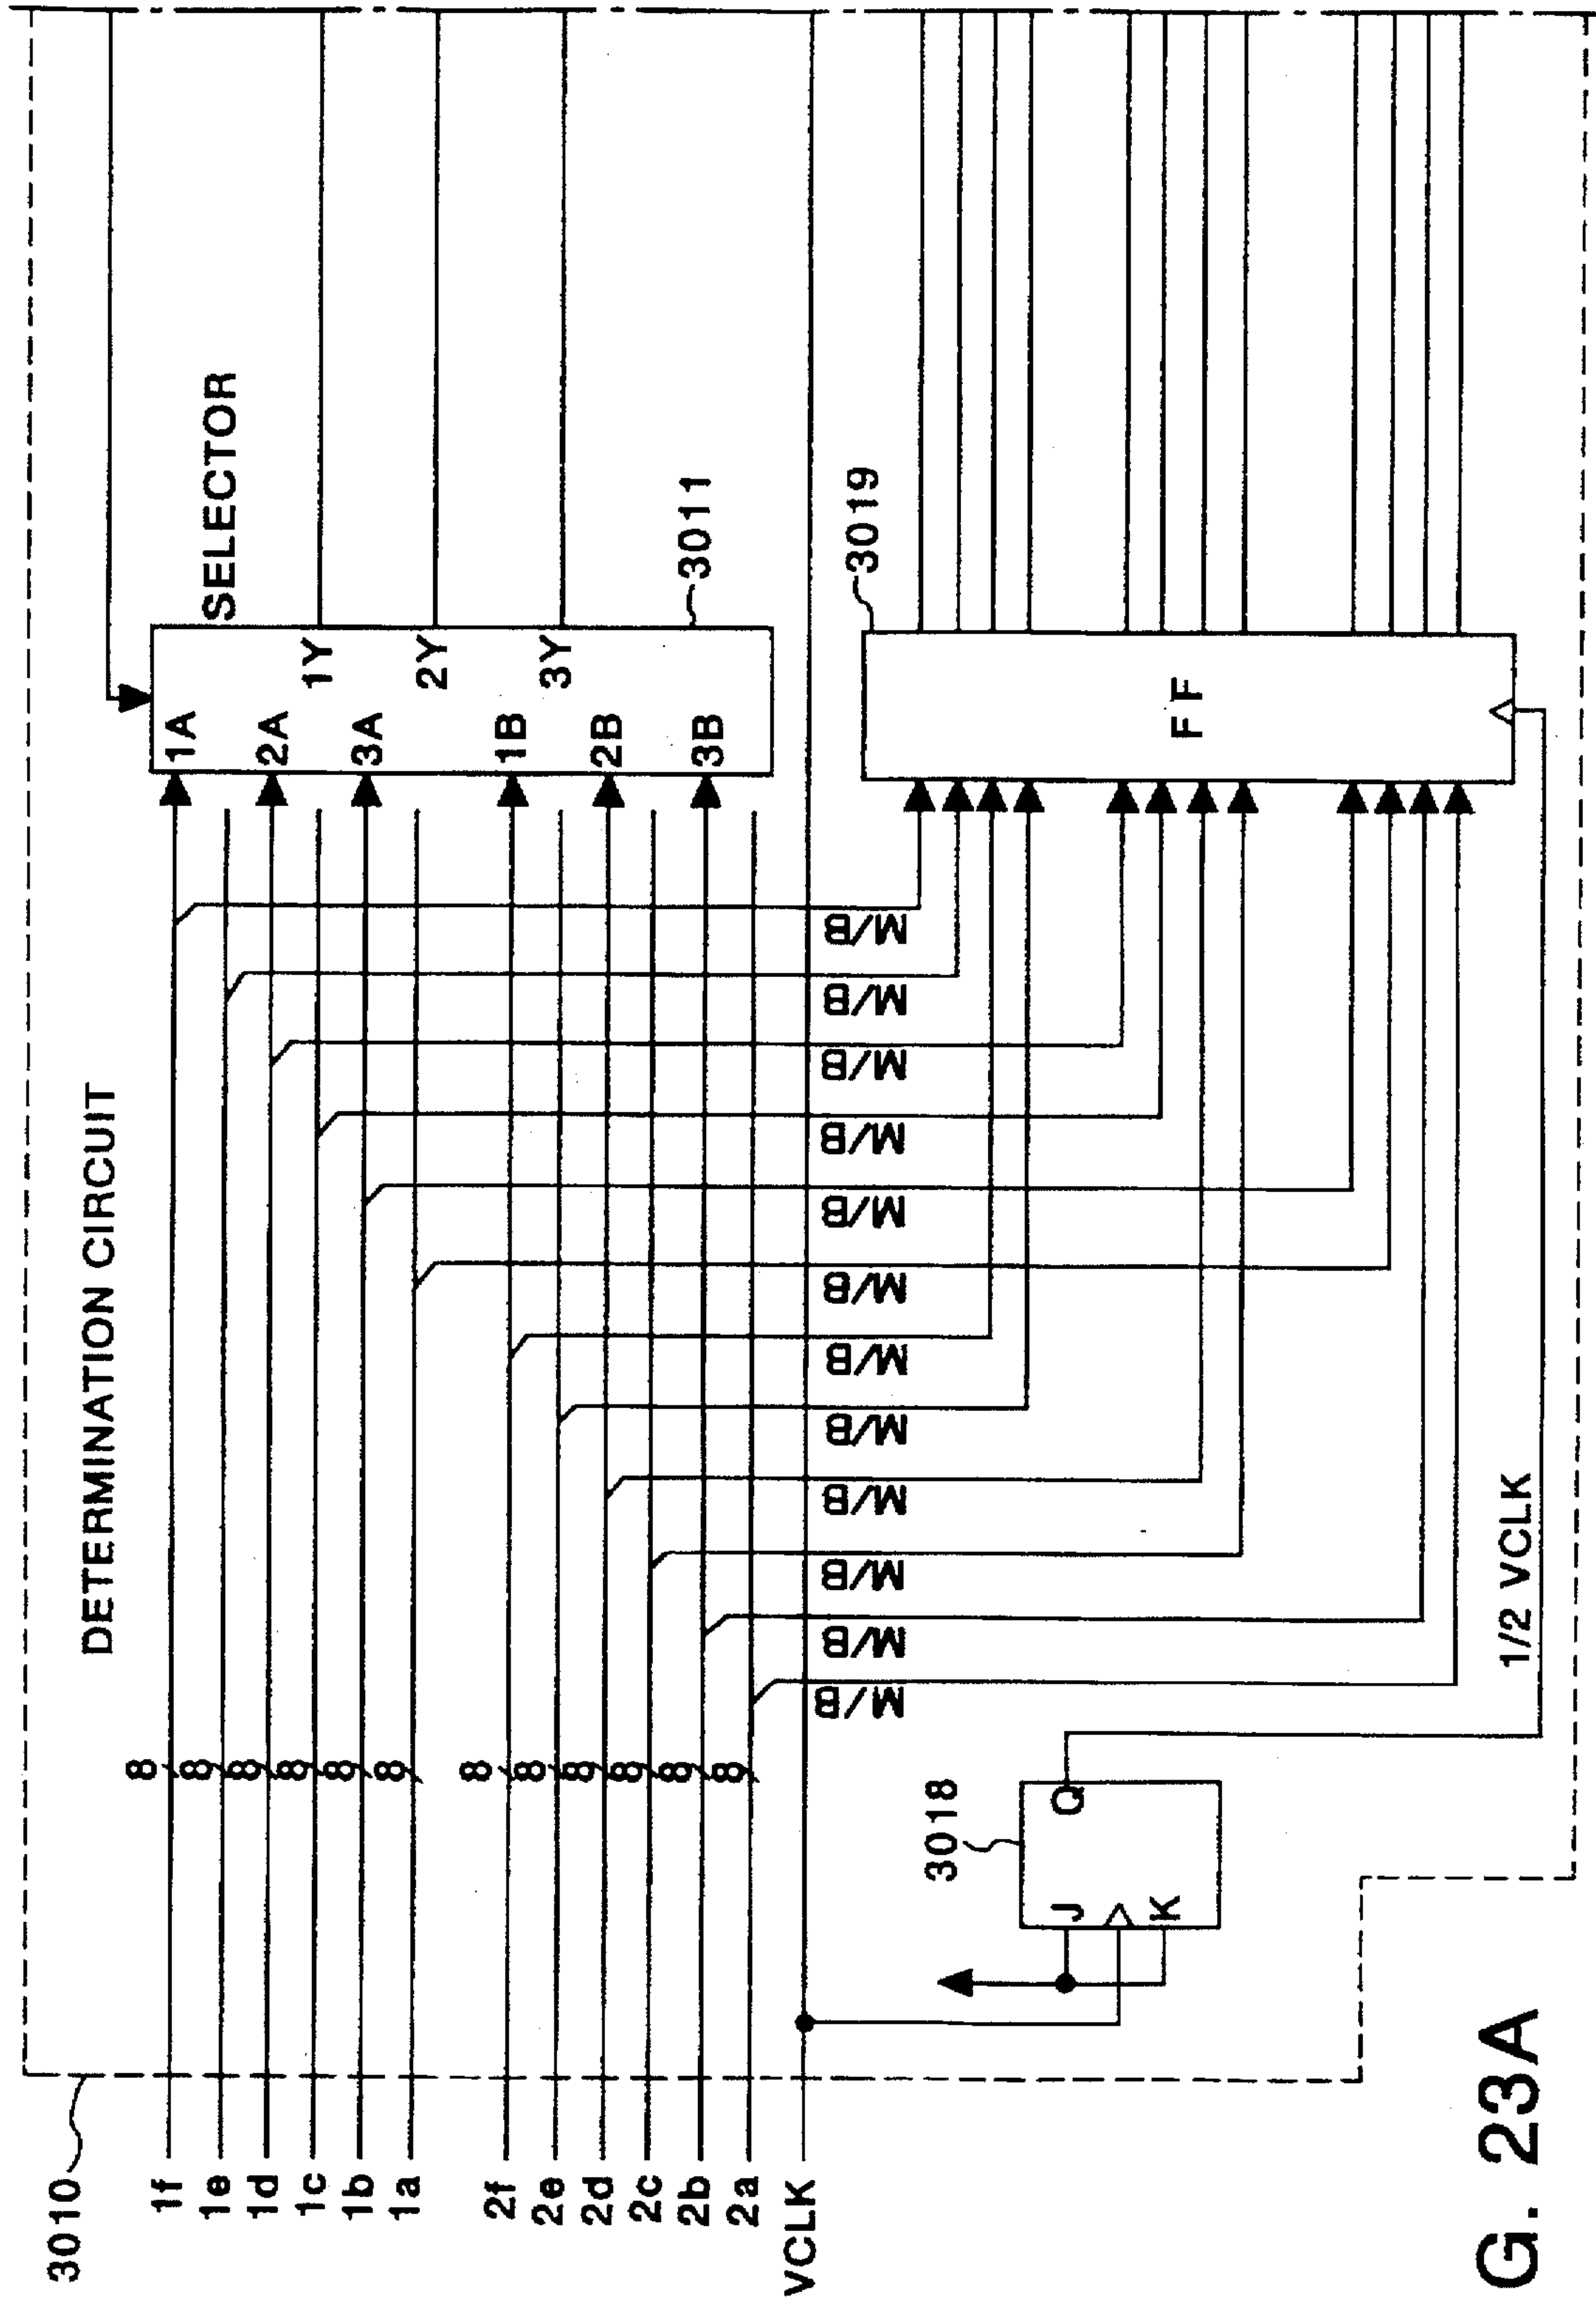 3010
DETERMINATION CIRCUIT
SELECTOR
1f
8
1A
1e
8
1d
8
2A
1Y
1c
8
1b
8
3A
2Y
1a
8
2f
8
1B
3Y
2e
8
2d
8
2B
2c
8
2b
8
3B
3011
2a
8
VCLK
M/B
M/B
M/B
M/B
M/B
M/B
M/B
M/B
M/B
M/B
M/B
M/B
3018
J
Q
K
3019
FF
1/2 VCLK
G. 23A